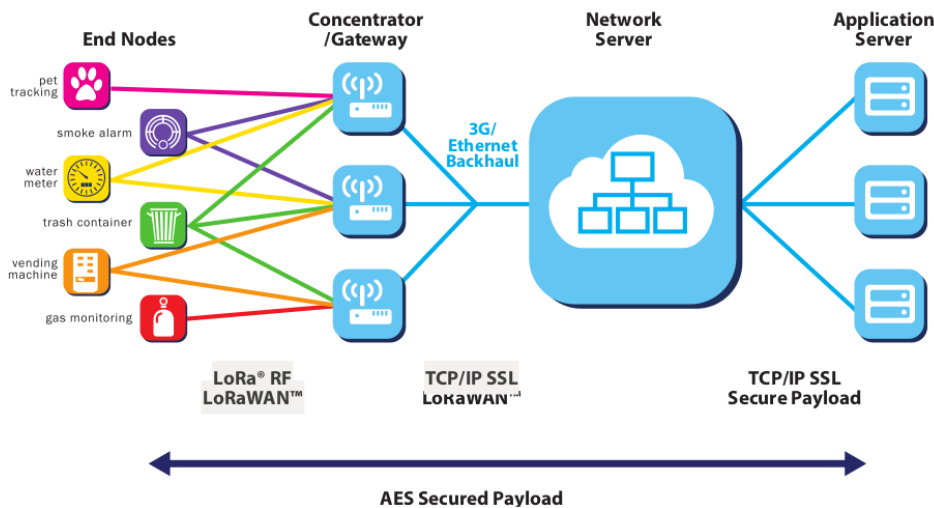 End Nodes
Concentrator
/Gateway
Network
Server
Application
Server
pet
tracking
smoke alarm
water
meter
trash container
vending
machine
gas monitoring
3G/
Ethernet
Backhaul
LoRa® RF
LoRaWAN™
TCP/IP SSL
LoRaWAN™
TCP/IP SSL
Secure Payload
AES Secured Payload